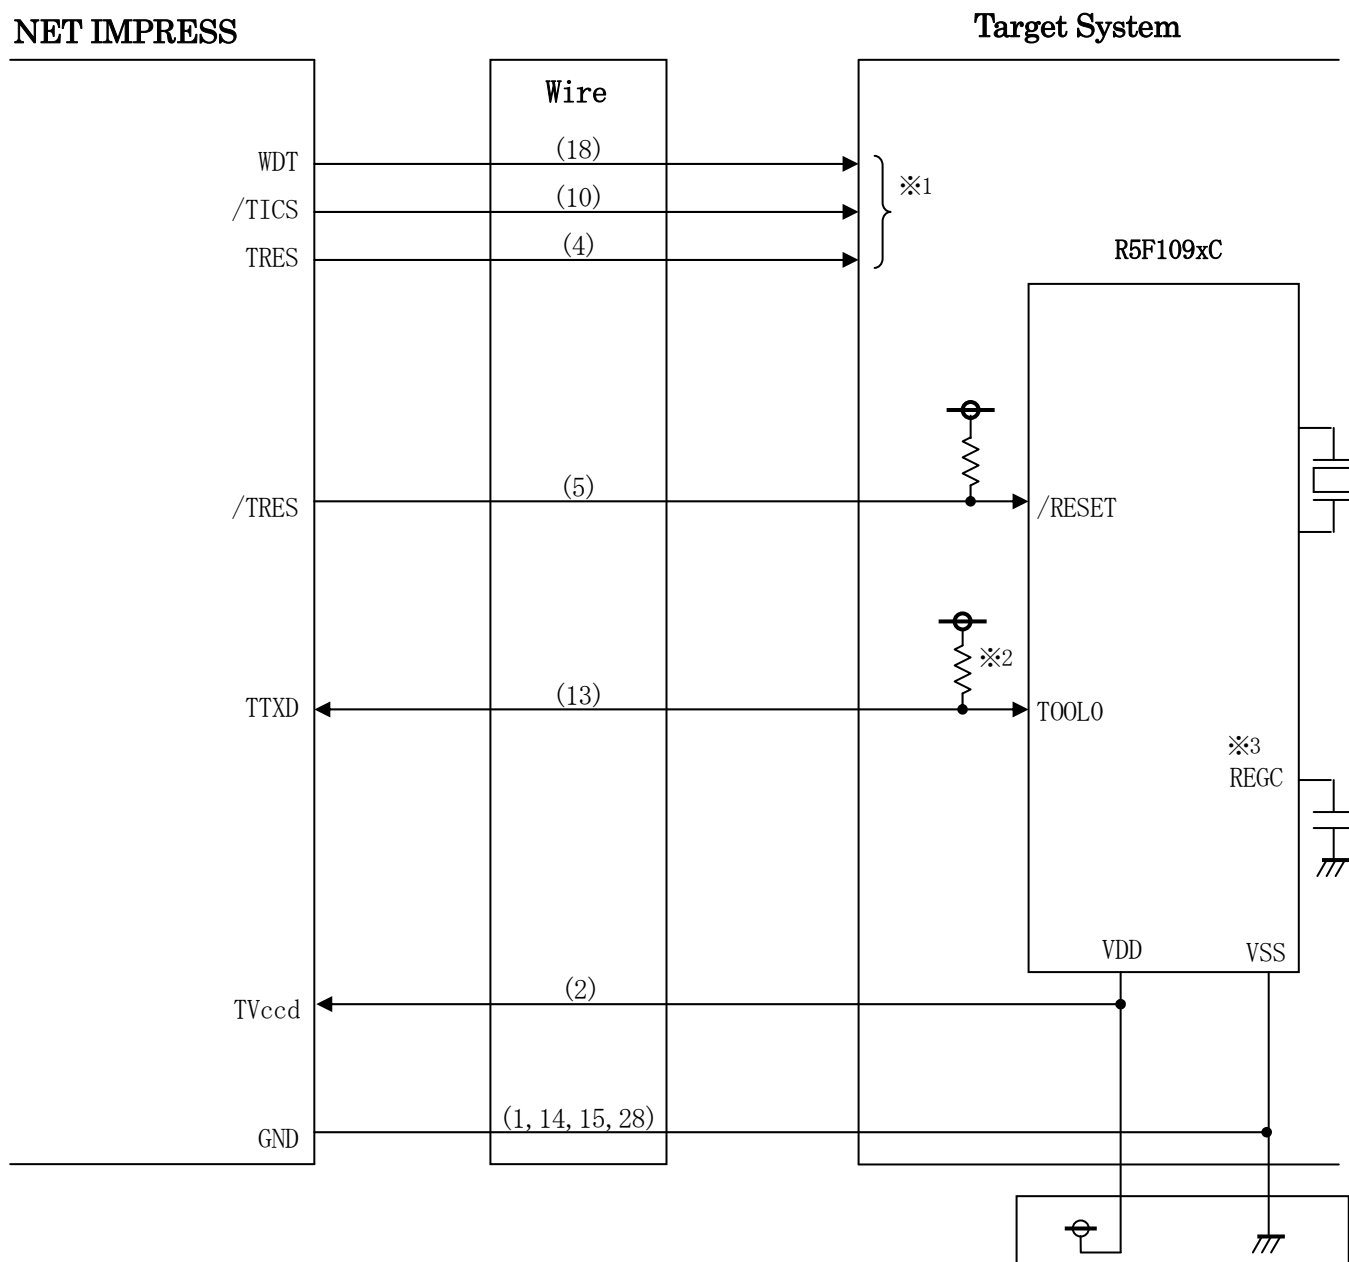 NET IMPRESS
Target System
Wire
WDT
(18)
※1
/TICS
(10)
TRES
(4)
R5F109xC
/TRES
(5)
/RESET
※2
TTXD
(13)
TOOL0
※3
REGC
VDD
VSS
TVccd
(2)
GND
(1, 14, 15, 28)